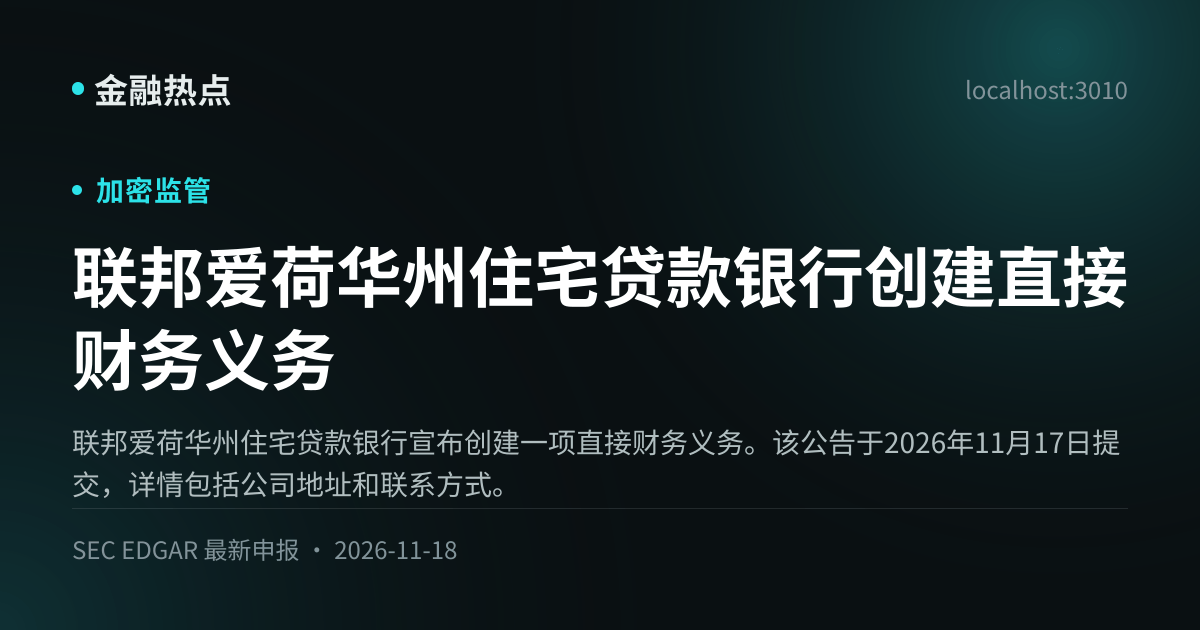 金融热点
localhost:3010
加密监管
联邦爱荷华州住宅贷款银行创建直接
财务义务
联邦爱荷华州住宅贷款银行宣布创建一项直接财务义务。该公告于2026年11月17日提
交，详情包括公司地址和联系方式。
SEC EDGAR 最新申报 · 2026-11-18